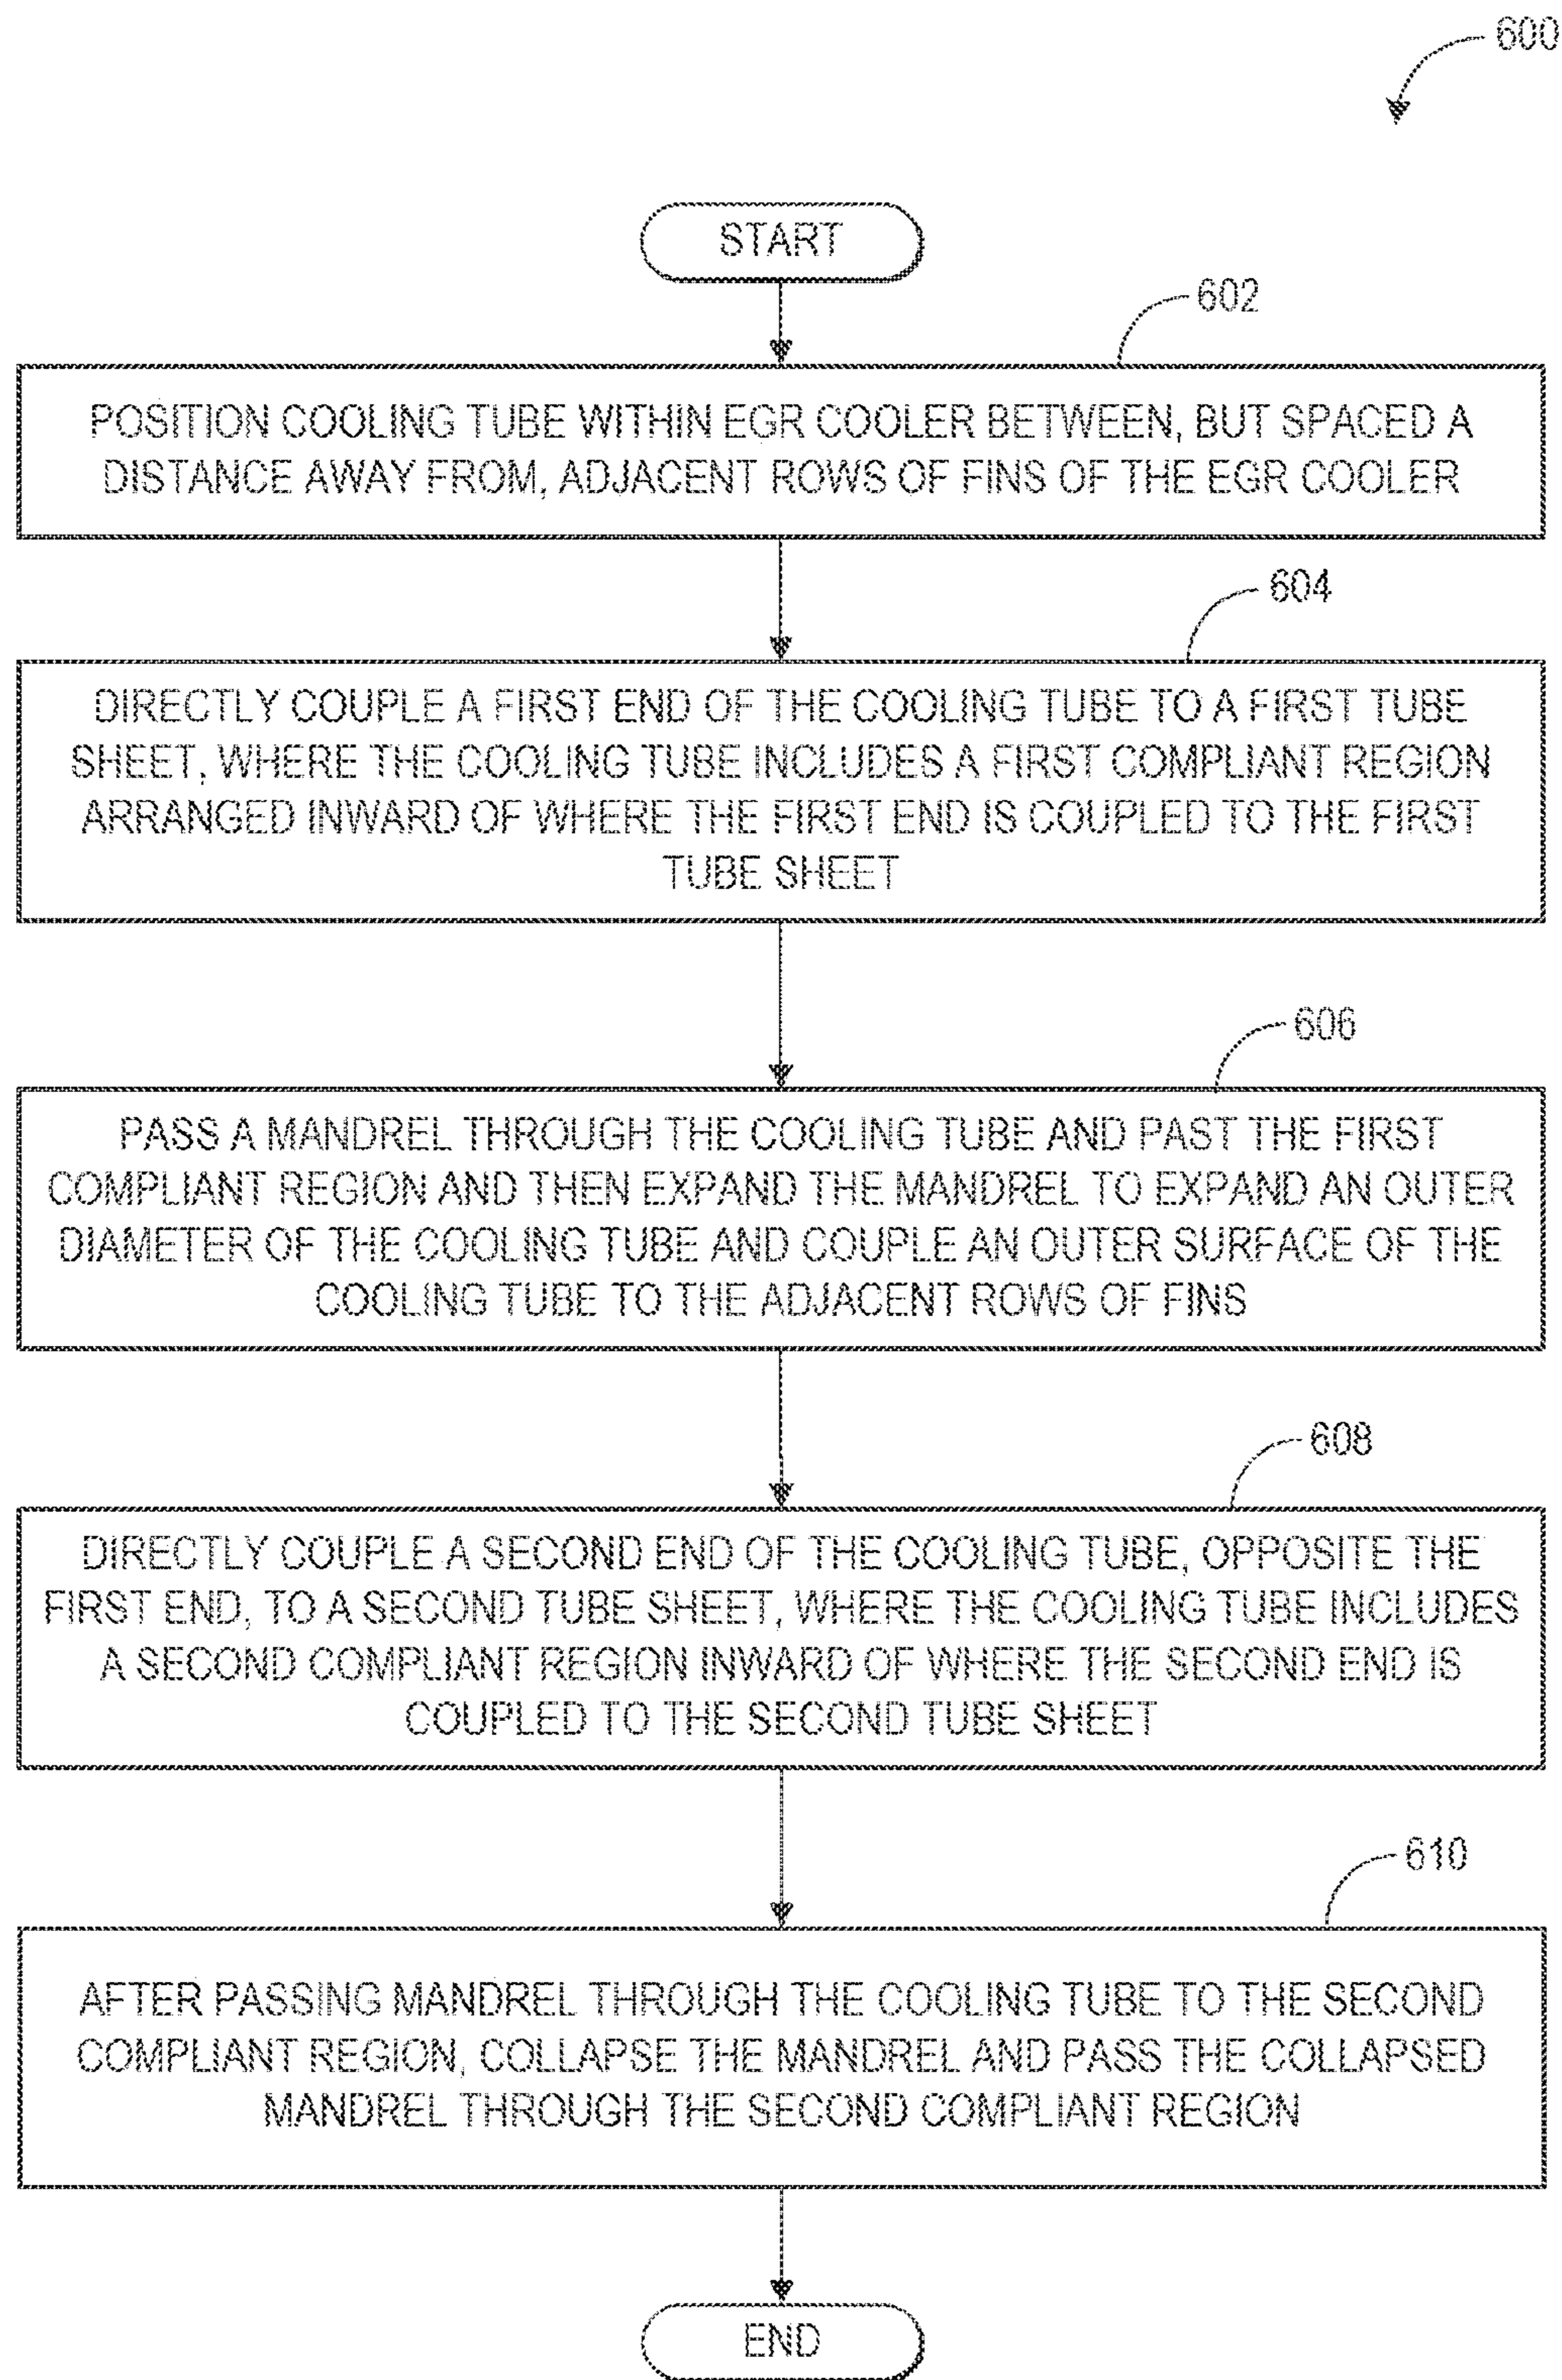 600
START
602
POSITION COOLING TUBE WITHIN EGR COOLER BETWEEN, BUT SPACED A
DISTANCE AWAY FROM, ADJACENT ROWS OF FINS OF THE EGR COOLER
604
DIRECTLY COUPLE A FIRST END OF THE COOLING TUBE TO A FIRST TUBE
SHEET, WHERE THE COOLING TUBE INCLUDES A FIRST COMPLIANT REGION
ARRANGED INWARD OF WHERE THE FIRST END IS COUPLED TO THE FIRST
TUBE SHEET
606
PASS A MANDREL THROUGH THE COOLING TUBE AND PAST THE FIRST
COMPLIANT REGION AND THEN EXPAND THE MANDREL TO EXPAND AN OUTER
DIAMETER OF THE COOLING TUBE AND COUPLE AN OUTER SURFACE OF THE
COOLING TUBE TO THE ADJACENT ROWS OF FINS
608
DIRECTLY COUPLE A SECOND END OF THE COOLING TUBE, OPPOSITE THE
FIRST END, TO A SECOND TUBE SHEET, WHERE THE COOLING TUBE INCLUDES
A SECOND COMPLIANT REGION INWARD OF WHERE THE SECOND END IS
COUPLED TO THE SECOND TUBE SHEET
610
AFTER PASSING MANDREL THROUGH THE COOLING TUBE TO THE SECOND
COMPLIANT REGION, COLLAPSE THE MANDREL AND PASS THE COLLAPSED
MANDREL THROUGH THE SECOND COMPLIANT REGION
END